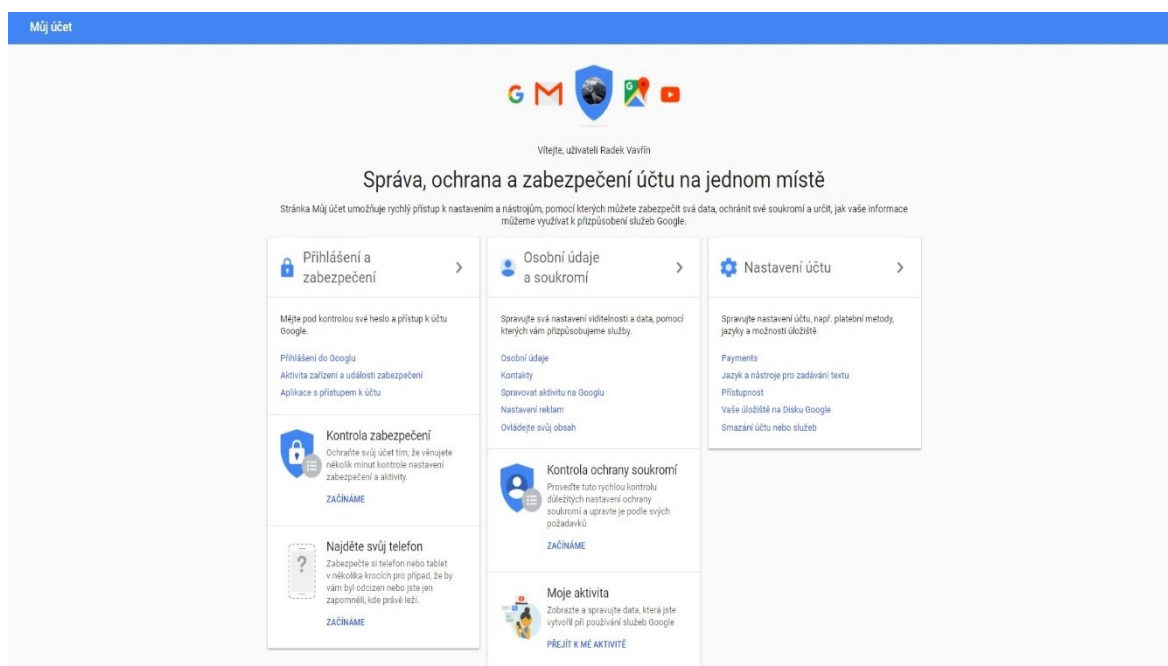 Můj účet
Vítejte, uživateli Radek Vavřín
Správa, ochrana a zabezpečení účtu na jednom místě
Stránka Můj účet umožňuje rychlý přístup k nastavením a nástrojům, pomocí kterých můžete zabezpečit svá data, ochránit své soukromí a určit, jak vaše informace
můžeme využívat k přizpůsobení služeb Google.
Přihlášení a
zabezpečení
Mějte pod kontrolou své heslo a přístup k účtu
Google.
Přihlášení do Googlu
Aktivita zařízení a události zabezpečení
Aplikace s přístupem k účtu
Kontrola zabezpečení
Ochraňte svůj účet tím, že věnujete
několik minut kontrole nastavení
zabezpečení a aktivity.
ZAČÍNÁME
Najděte svůj telefon
Zabezpečte si telefon nebo tablet
v několika krocích pro případ, že by
vám byl odcizen nebo jste jen
zapomněli, kde právě leží.
ZAČÍNÁME
Osobní údaje
a soukromí
Spravujte svá nastavení viditelnosti a data, pomocí
kterých vám přizpůsobujeme služby.
Osobní údaje
Kontakty
Spravovat aktivitu na Googlu
Nastavení reklam
Ovládejte svůj obsah
Kontrola ochrany soukromí
Proveďte tuto rychlou kontrolu
důležitých nastavení ochrany
soukromí a upravte je podle svých
požadavků
ZAČÍNÁME
Moje aktivita
Zobrazte a spravujte data, která jste
vytvořil při používání služeb Google
PŘEJÍT K MÉ AKTIVITĚ
Nastavení účtu
Spravujte nastavení účtu, např. platební metody,
jazyky a možnosti úložiště.
Payments
Jazyk a nástroje pro zadávání textu
Přístupnost
Vaše úložiště na Disku Google
Smazání účtu nebo služeb